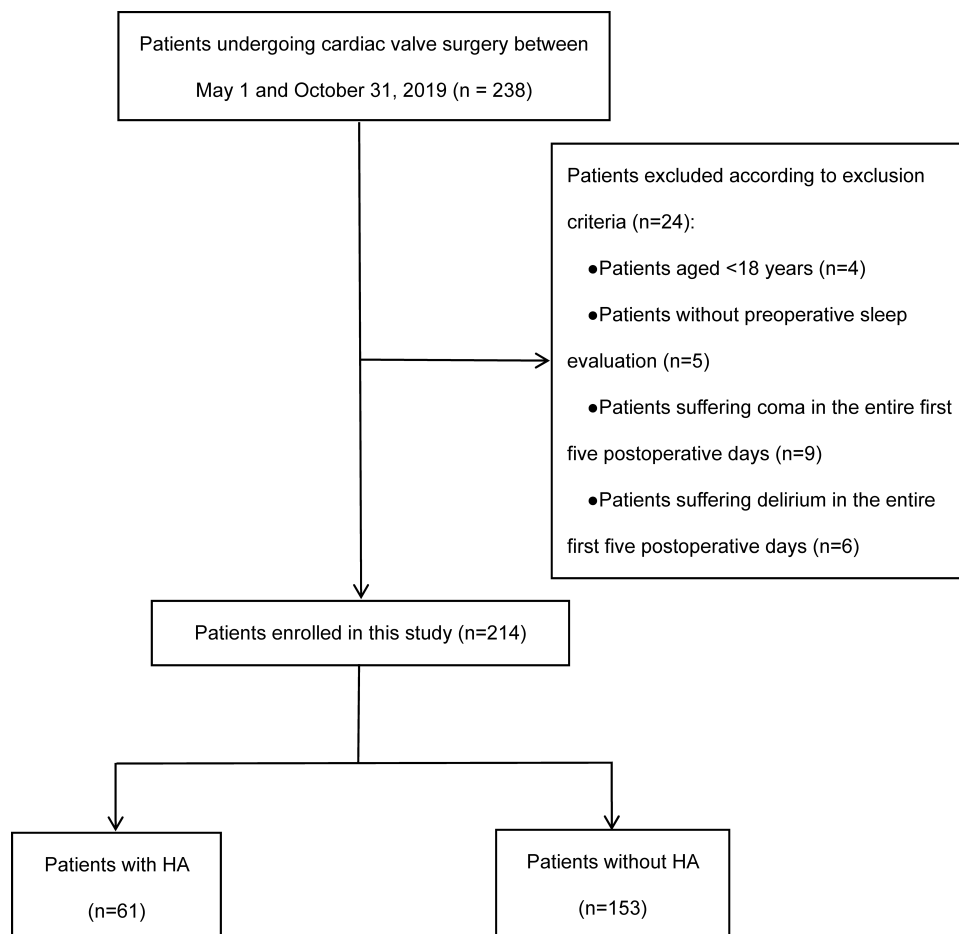 Patients undergoing cardiac valve surgery between
May 1 and October 31, 2019 (n = 238)
Patients excluded according to exclusion
criteria (n=24):
●Patients aged <18 years (n=4)
●Patients without preoperative sleep
evaluation (n=5)
●Patients suffering coma in the entire first
five postoperative days (n=9)
●Patients suffering delirium in the entire
first five postoperative days (n=6)
Patients enrolled in this study (n=214)
Patients with HA
(n=61)
Patients without HA
(n=153)